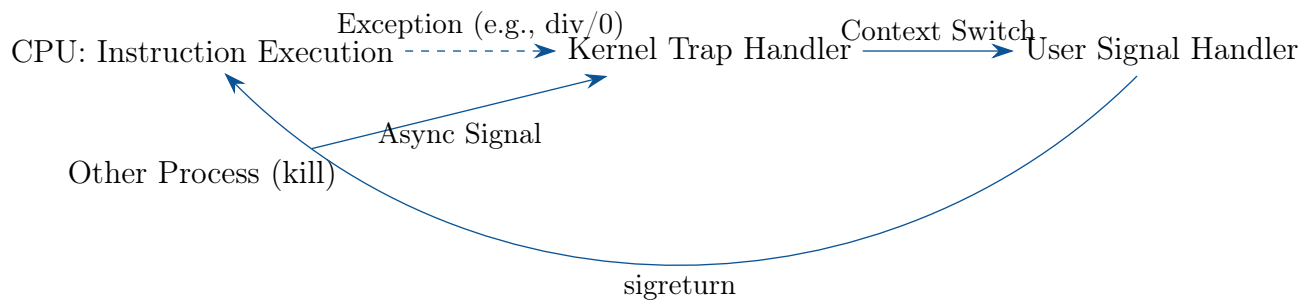 Exception (e.g., div/0)
Context Switch
CPU: Instruction Execution
Kernel Trap Handler
User Signal Handler
Async Signal
Other Process (kill)
sigreturn